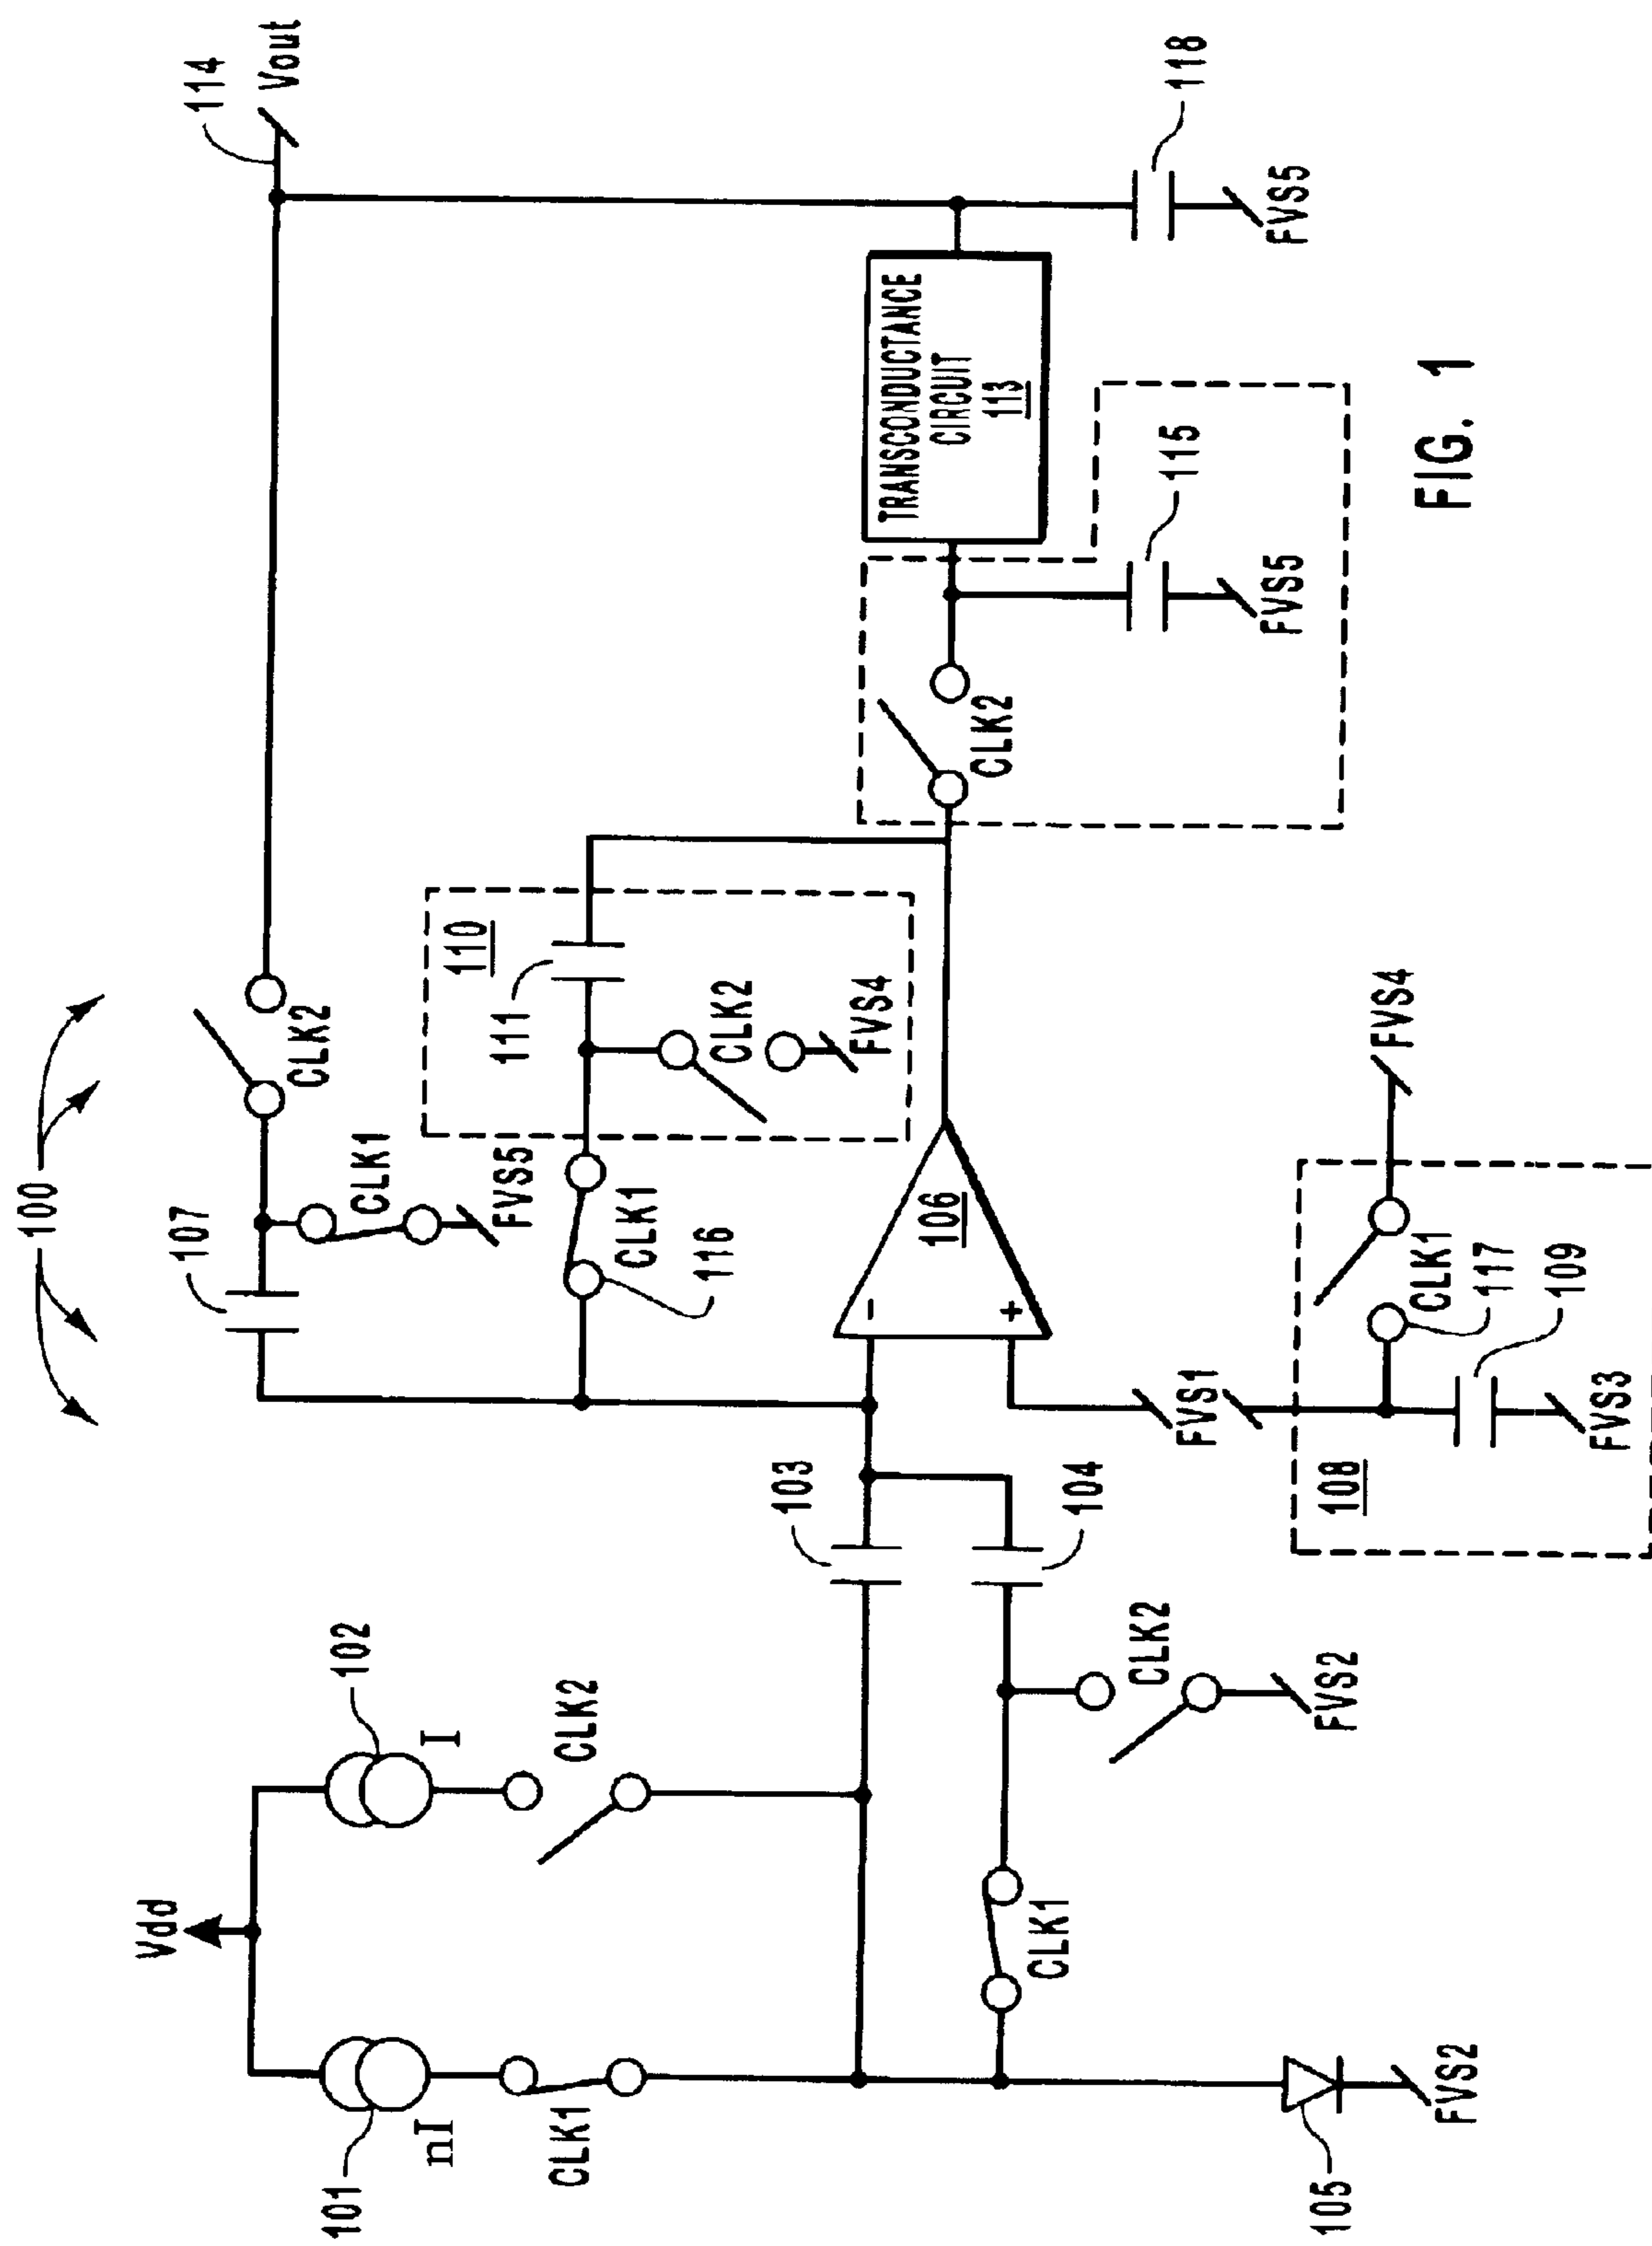 100
Vdd
101
nI
102
I
CLK1
CLK2
107
CLK1
FVS5
CLK2
114
Vout
110
111
CLK2
FVS4
CLK1
116
103
104
106
-
+
CLK2
115
FVS5
TRANSCONDUCTANCE
CIRCUIT
113
118
FVS5
CLK1
CLK2
FVS2
105
FVS2
FVS1
108
CLK1
117
109
FVS3
FVS4
FIG. 1